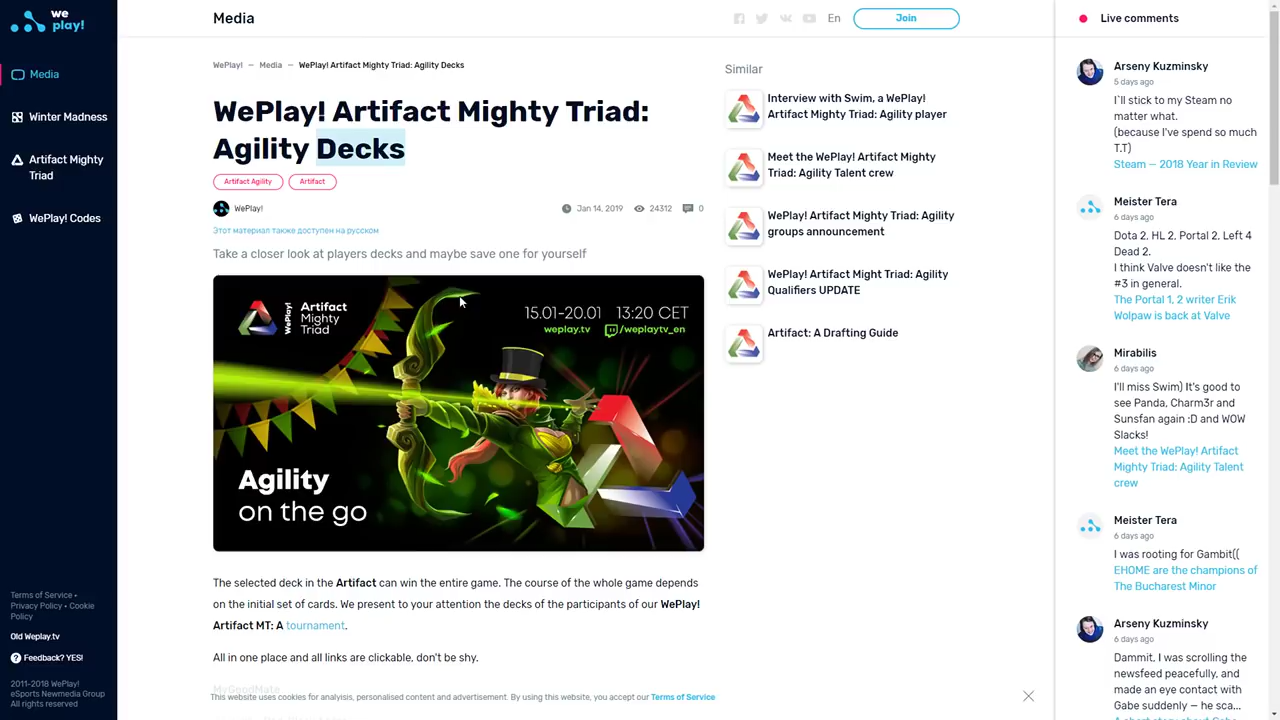 we
play!
Media
Winter Madness
Artifact Mighty
Triad
WePlay! Codes
Terms of Service •
Privacy Policy • Cookie
Policy
Old Weplay.tv
Feedback? YES!
2011-2018 WePlay!
eSports Newmedia Group
All rights reserved
Media
En
Join
WePlay! — Media — WePlay! Artifact Mighty Triad: Agility Decks
WePlay! Artifact Mighty Triad:
Agility Decks
Artifact Agility
Artifact
WePlay!
Jan 14, 2019
24312
0
Этот материал также доступен на русском
Take a closer look at players decks and maybe save one for yourself
WePlay!
Artifact
Mighty
Triad
15.01-20.01 13:20 CET
weplay.tv
/weplaytv_en
Agility
on the go
The selected deck in the Artifact can win the entire game. The course of the whole game depends
on the initial set of cards. We present to your attention the decks of the participants of our WePlay!
Artifact MT: A tournament.
All in one place and all links are clickable, don't be shy.
MyGoodMate
This website uses cookies for analyisis, personalised content and advertisement. By using this website, you accept our Terms of Service
Similar
Interview with Swim, a WePlay!
Artifact Mighty Triad: Agility player
Meet the WePlay! Artifact Mighty
Triad: Agility Talent crew
WePlay! Artifact Mighty Triad: Agility
groups announcement
WePlay! Artifact Might Triad: Agility
Qualifiers UPDATE
Artifact: A Drafting Guide
Live comments
Arseny Kuzminsky
5 days ago
I`ll stick to my Steam no
matter what.
(because I've spend so much
T.T)
Steam — 2018 Year in Review
Meister Tera
6 days ago
Dota 2, HL 2, Portal 2, Left 4
Dead 2.
I think Valve doesn't like the
#3 in general.
The Portal 1, 2 writer Erik
Wolpaw is back at Valve
Mirabilis
6 days ago
I'll miss Swim) It's good to
see Panda, Charm3r and
Sunsfan again :D and WOW
Slacks!
Meet the WePlay! Artifact
Mighty Triad: Agility Talent
crew
Meister Tera
6 days ago
I was rooting for Gambit((
EHOME are the champions of
The Bucharest Minor
Arseny Kuzminsky
6 days ago
Dammit, I was scrolling the
newsfeed peacefully, and
made an eye contact with
Gabe suddenly — he sca...